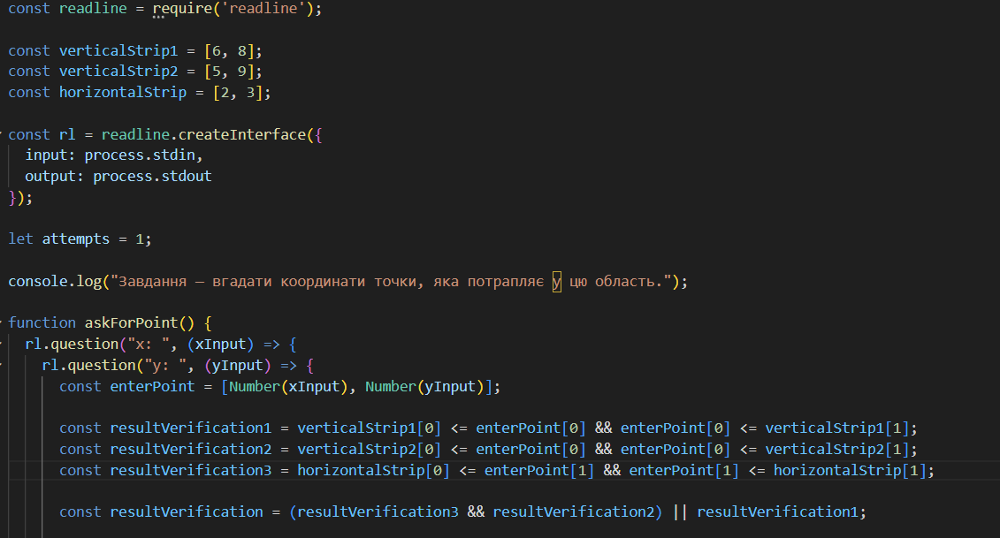 const readline = require('readline');
const verticalStrip1 = [6, 8];
const verticalStrip2 = [5, 9];
const horizontalStrip = [2, 3];
const rl = readline.createInterface({
  input: process.stdin,
  output: process.stdout
});
let attempts = 1;
console.log("Завдання – вгадати координати точки, яка потрапляє у цю область.");
function askForPoint() {
  rl.question("x: ", (xInput) => {
    rl.question("y: ", (yInput) => {
      const enterPoint = [Number(xInput), Number(yInput)];
      const resultVerification1 = verticalStrip1[0] <= enterPoint[0] && enterPoint[0] <= verticalStrip1[1];
      const resultVerification2 = verticalStrip2[0] <= enterPoint[0] && enterPoint[0] <= verticalStrip2[1];
      const resultVerification3 = horizontalStrip[0] <= enterPoint[1] && enterPoint[1] <= horizontalStrip[1];
      const resultVerification = (resultVerification3 && resultVerification2) || resultVerification1;